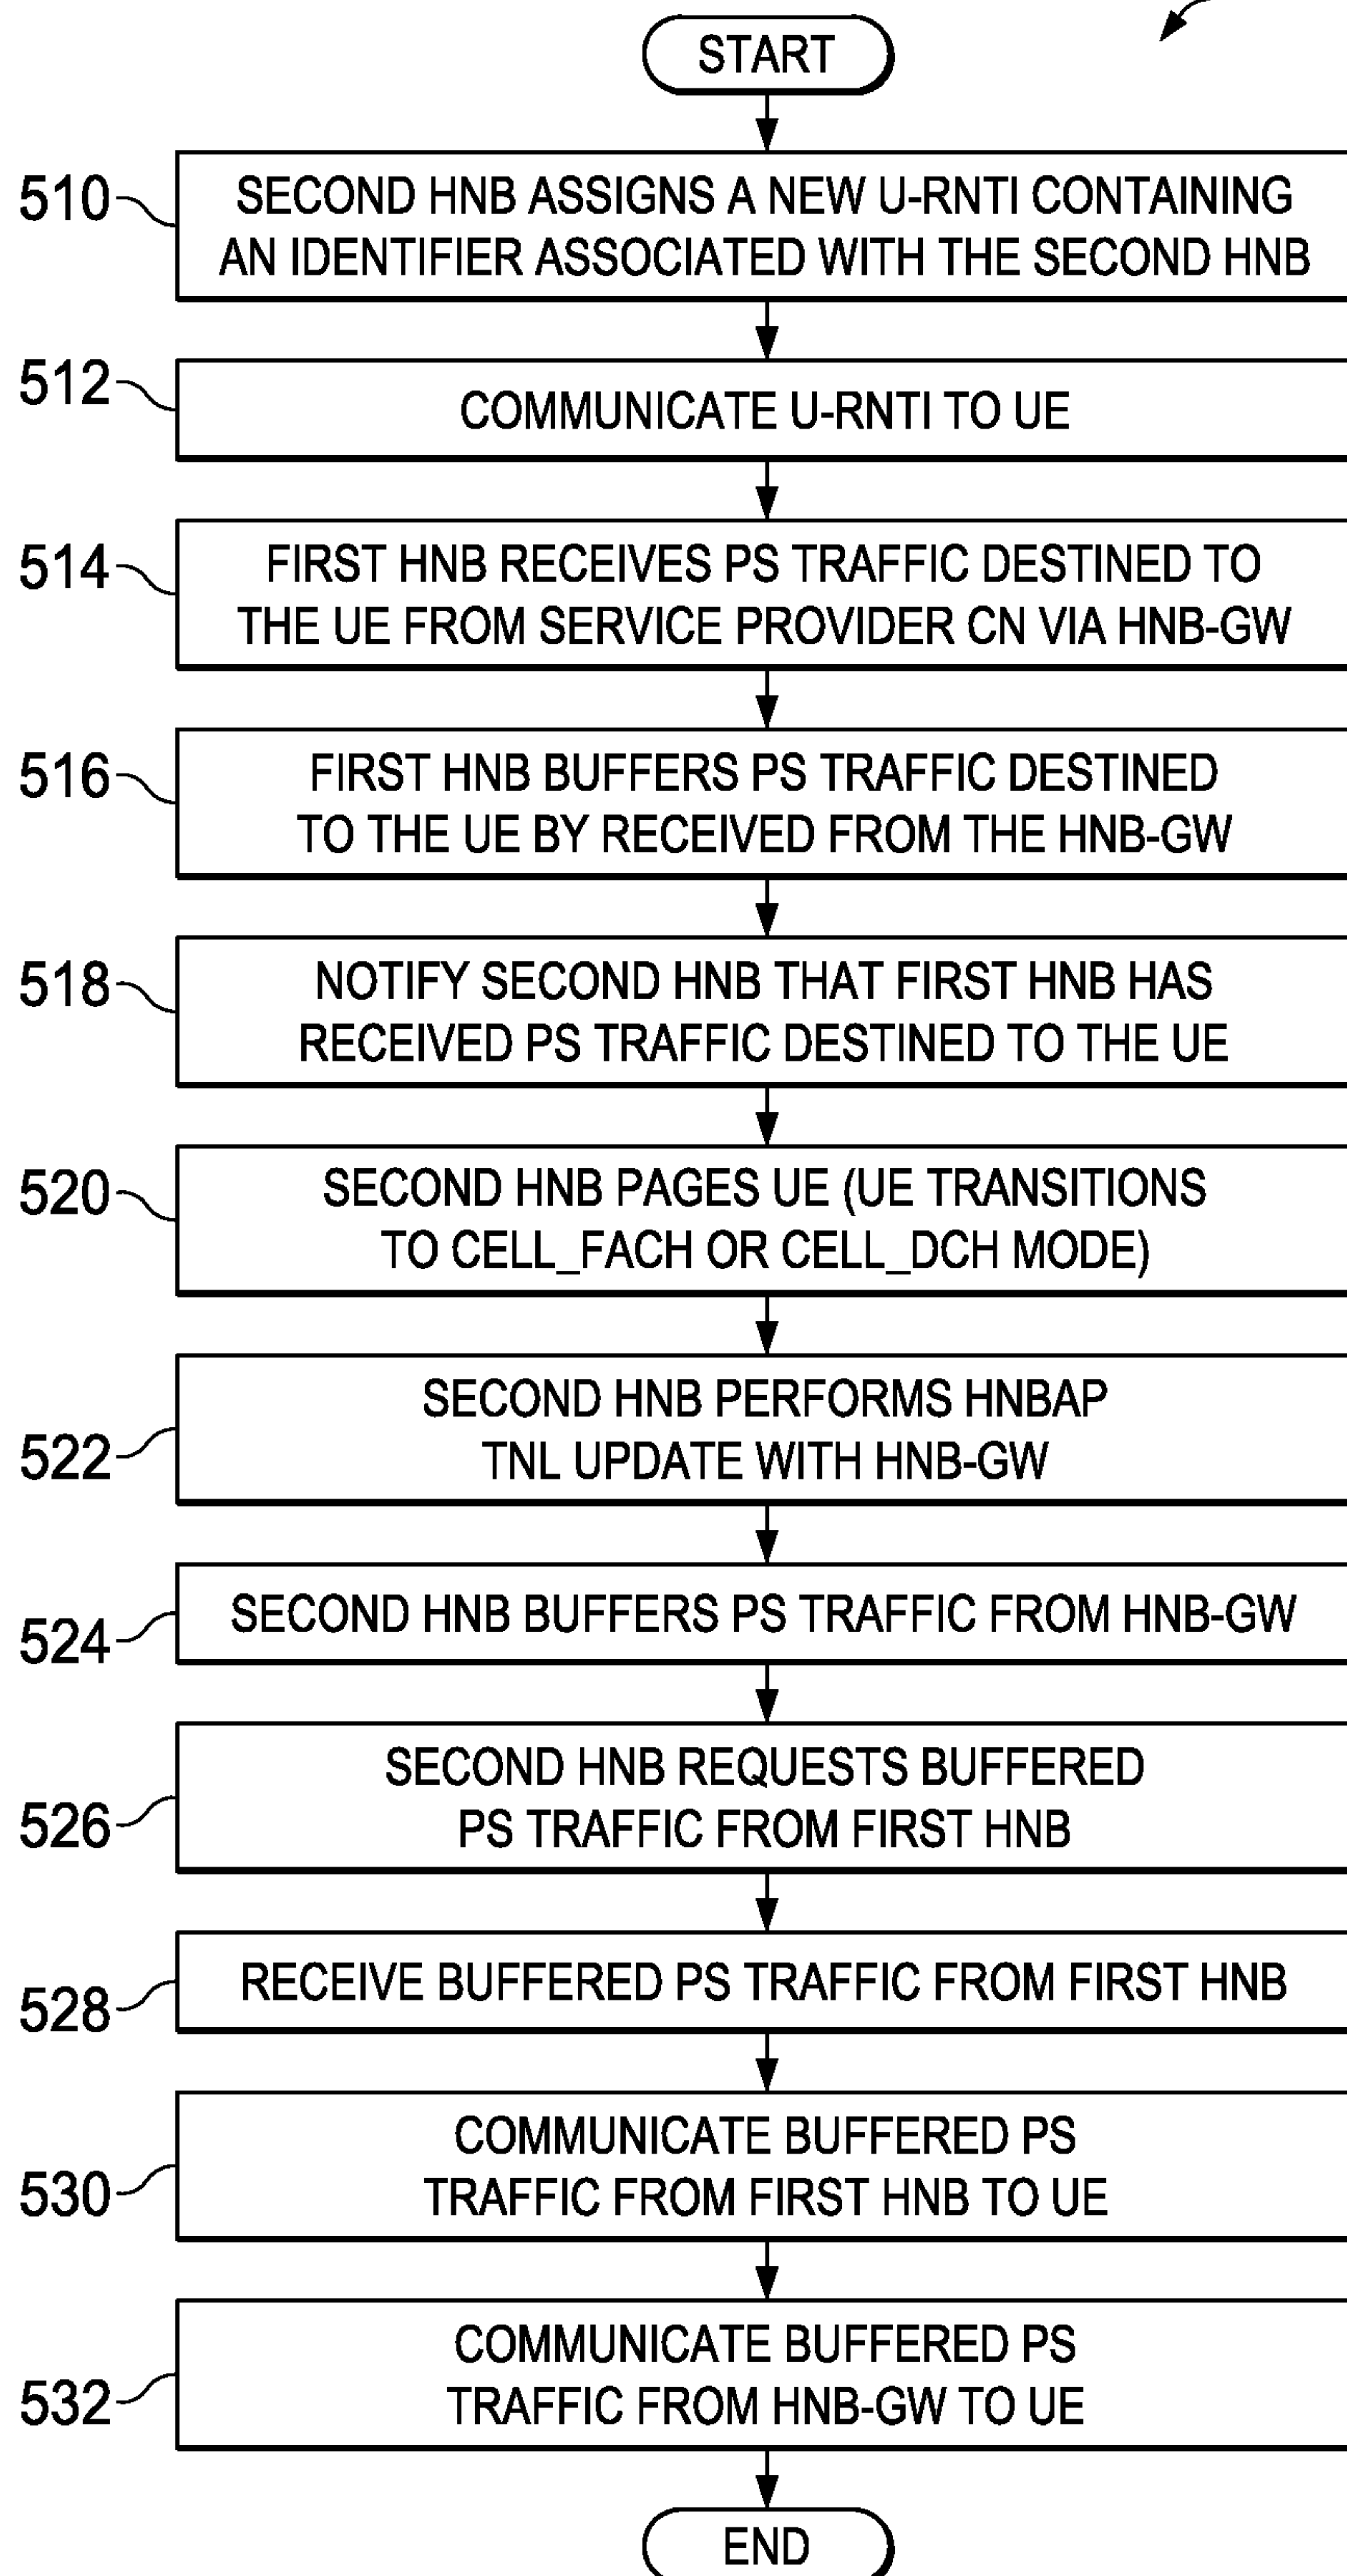 START
510
SECOND HNB ASSIGNS A NEW U-RNTI CONTAINING
AN IDENTIFIER ASSOCIATED WITH THE SECOND HNB
512
COMMUNICATE U-RNTI TO UE
514
FIRST HNB RECEIVES PS TRAFFIC DESTINED TO
THE UE FROM SERVICE PROVIDER CN VIA HNB-GW
516
FIRST HNB BUFFERS PS TRAFFIC DESTINED
TO THE UE BY RECEIVED FROM THE HNB-GW
518
NOTIFY SECOND HNB THAT FIRST HNB HAS
RECEIVED PS TRAFFIC DESTINED TO THE UE
520
SECOND HNB PAGES UE (UE TRANSITIONS
TO CELL_FACH OR CELL_DCH MODE)
522
SECOND HNB PERFORMS HNBAP
TNL UPDATE WITH HNB-GW
524
SECOND HNB BUFFERS PS TRAFFIC FROM HNB-GW
526
SECOND HNB REQUESTS BUFFERED
PS TRAFFIC FROM FIRST HNB
528
RECEIVE BUFFERED PS TRAFFIC FROM FIRST HNB
530
COMMUNICATE BUFFERED PS
TRAFFIC FROM FIRST HNB TO UE
532
COMMUNICATE BUFFERED PS
TRAFFIC FROM HNB-GW TO UE
END